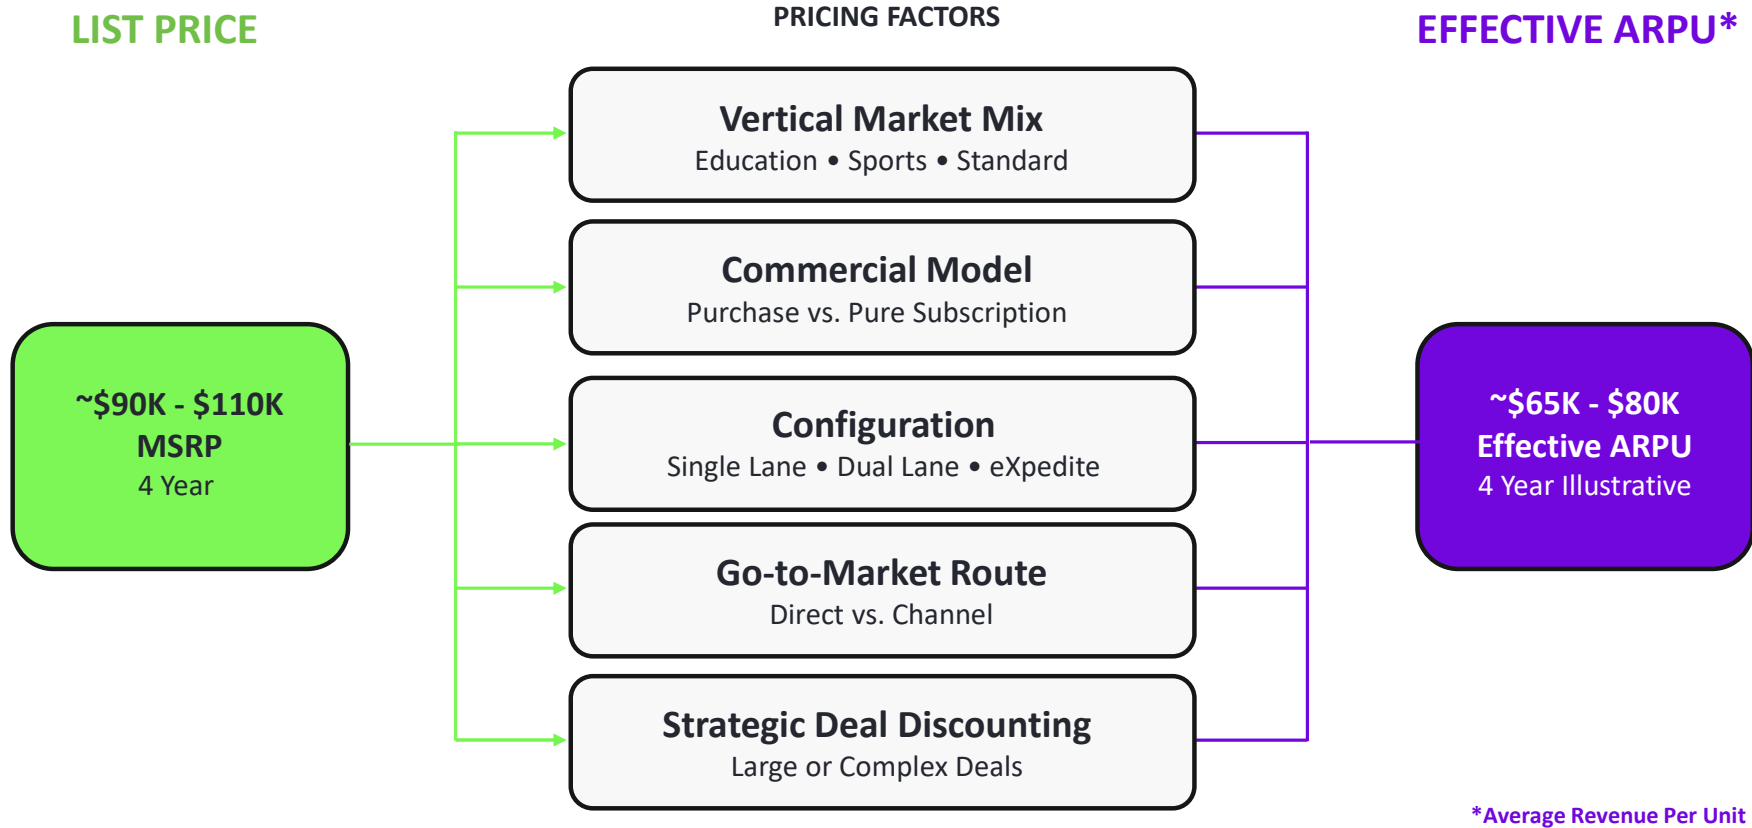 LIST PRICE
PRICING FACTORS
EFFECTIVE ARPU*
~$90K - $110K
MSRP
4 Year
Vertical Market Mix
Education • Sports • Standard
Commercial Model
Purchase vs. Pure Subscription
Configuration
Single Lane • Dual Lane • eXpedite
Go-to-Market Route
Direct vs. Channel
Strategic Deal Discounting
Large or Complex Deals
~$65K - $80K
Effective ARPU
4 Year Illustrative
*Average Revenue Per Unit